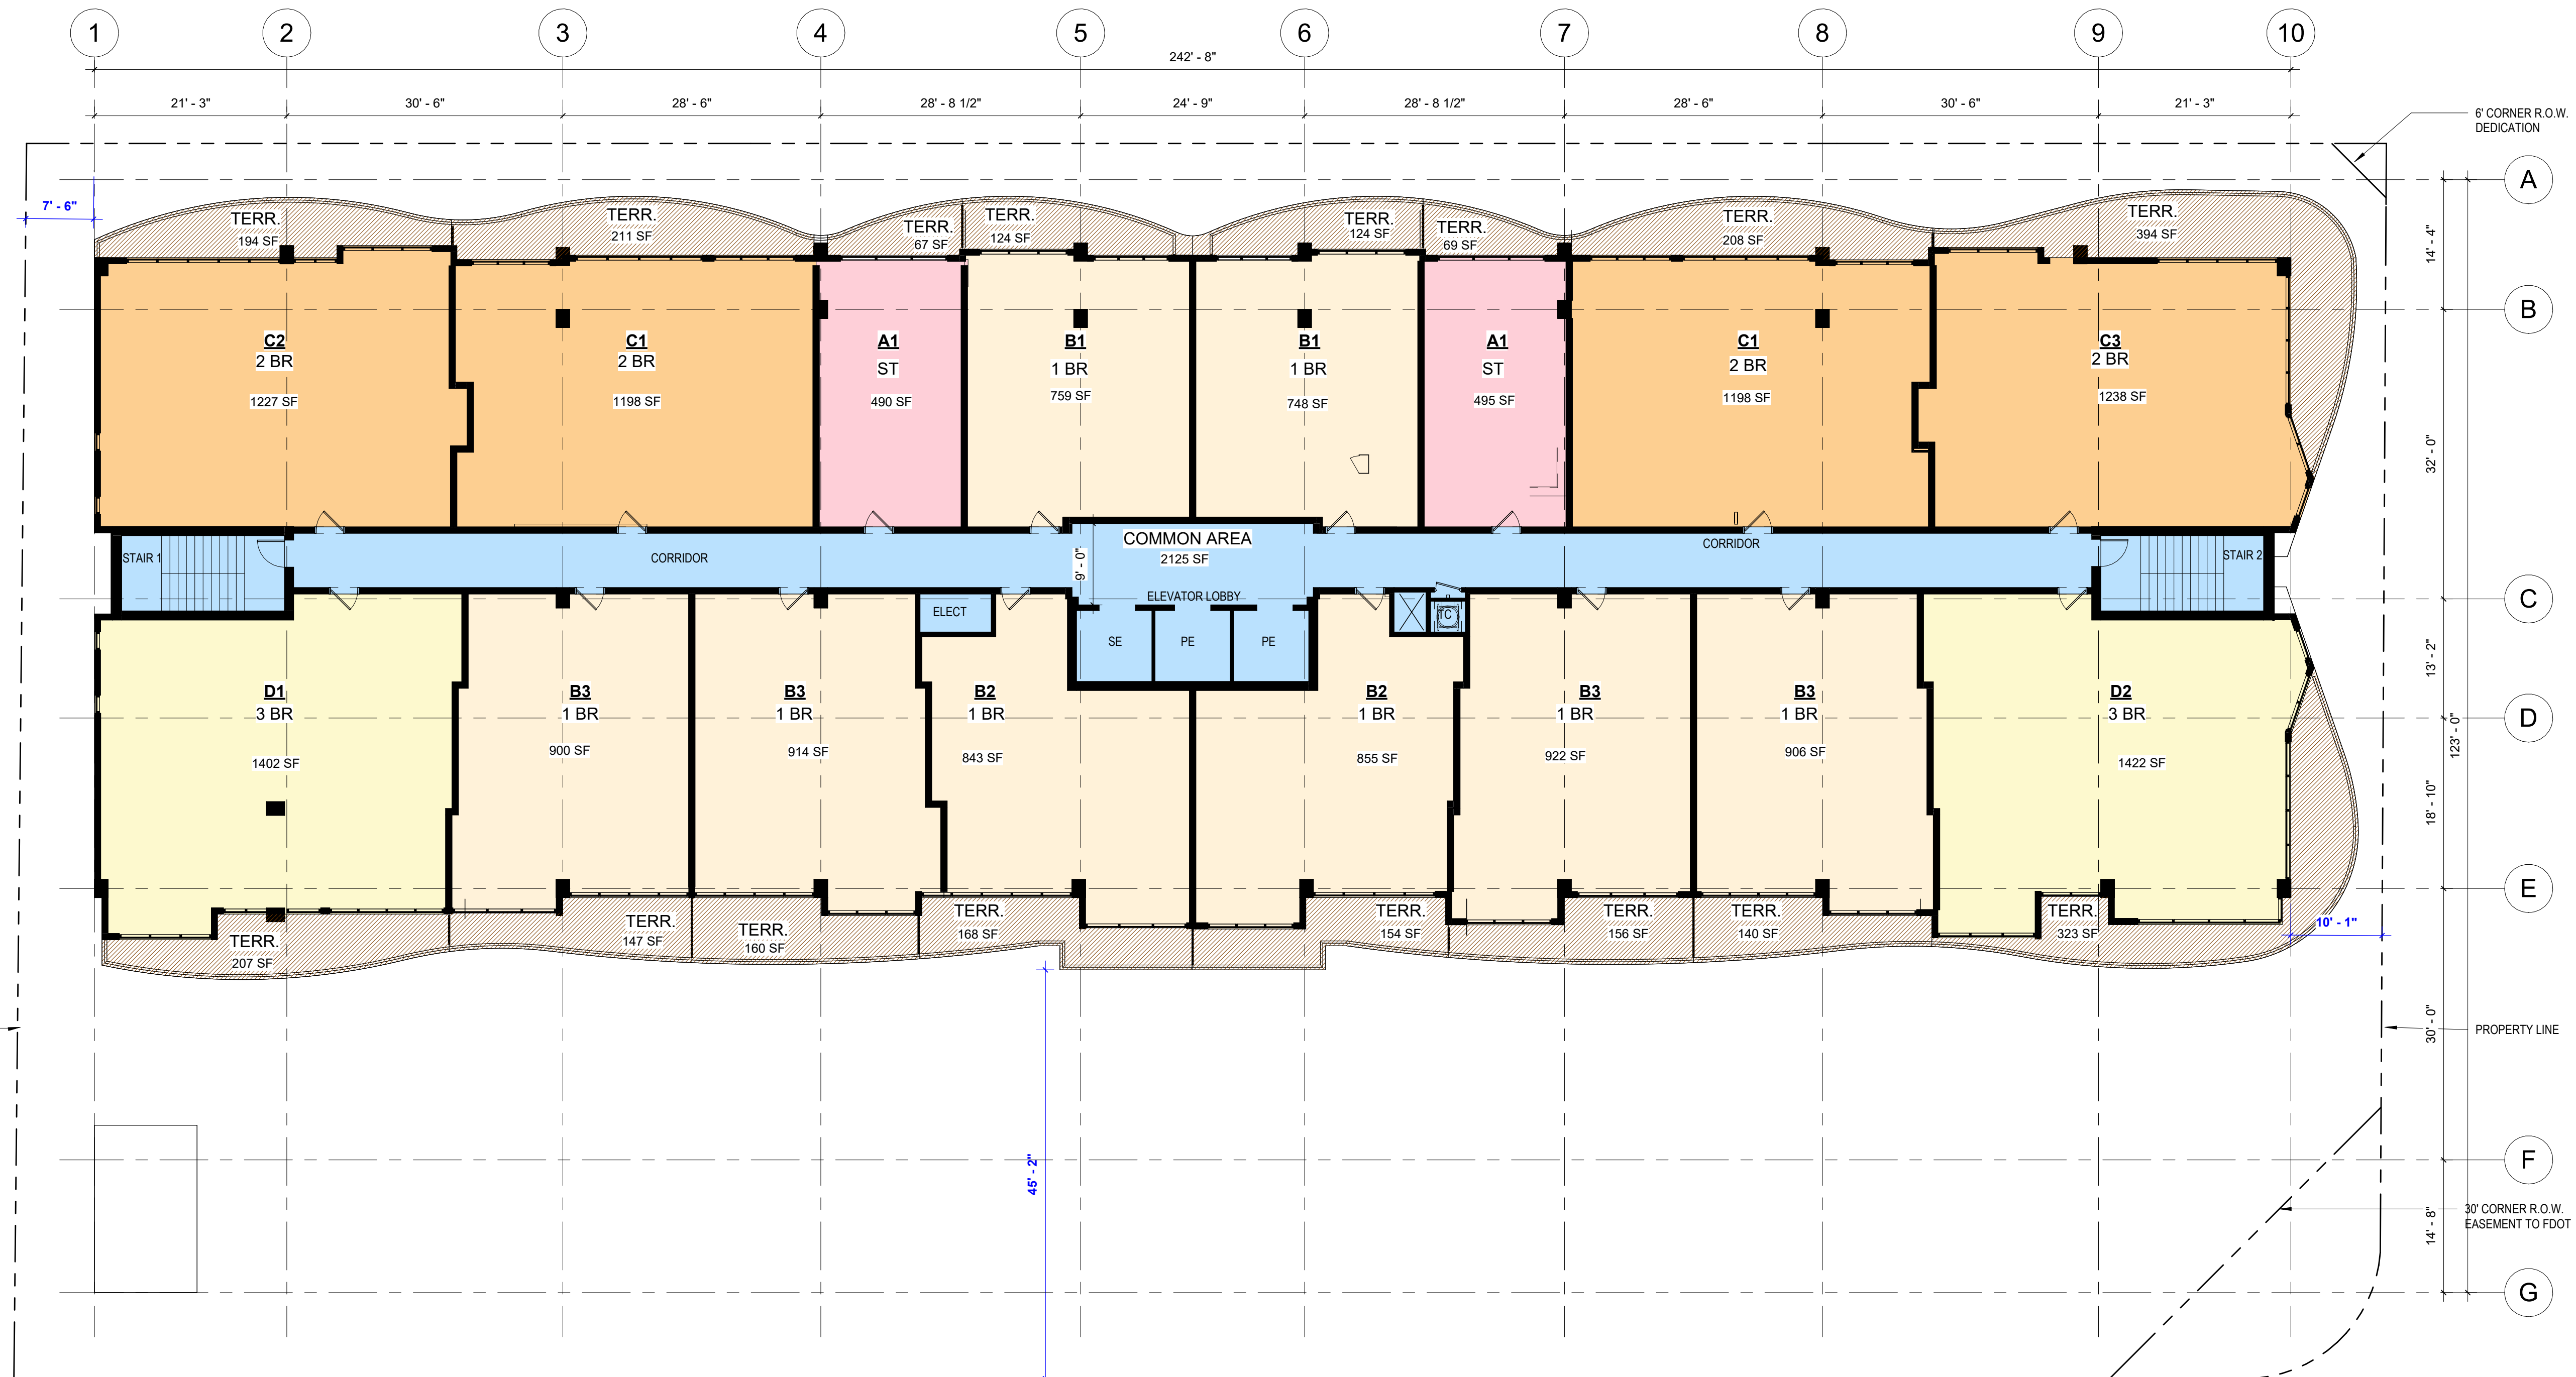 1 2 3 4 5 6 7 8 9 10
242' - 8"
21' - 3" 30' - 6" 28' - 6" 28' - 8 1/2" 24' - 9" 28' - 8 1/2" 28' - 6" 30' - 6" 21' - 3"
6' CORNER R.O.W.
DEDICATION
A
7' - 6"
TERR.
194 SF
TERR.
211 SF
TERR.
67 SF
TERR.
124 SF
TERR.
124 SF
TERR.
69 SF
TERR.
208 SF
TERR.
394 SF
14' - 4"
B
C2
2 BR
1227 SF
C1
2 BR
1198 SF
A1
ST
490 SF
B1
1 BR
759 SF
B1
1 BR
748 SF
A1
ST
495 SF
C1
2 BR
1198 SF
C3
2 BR
1238 SF
32' - 0"
STAIR 1
CORRIDOR
9' - 0"
COMMON AREA
2125 SF
ELEVATOR LOBBY
CORRIDOR
STAIR 2
C
ELECT
SE
PE
PE
TC
13' - 2"
D1
3 BR
1402 SF
B3
1 BR
900 SF
B3
1 BR
914 SF
B2
1 BR
843 SF
B2
1 BR
855 SF
B3
1 BR
922 SF
B3
1 BR
906 SF
D2
3 BR
1422 SF
D
123' - 0"
18' - 10"
E
TERR.
207 SF
TERR.
147 SF
TERR.
160 SF
TERR.
168 SF
TERR.
154 SF
TERR.
156 SF
TERR.
140 SF
TERR.
323 SF
10' - 1"
30' - 0"
PROPERTY LINE
45' - 2"
F
30' CORNER R.O.W.
EASEMENT TO FDOT
14' - 8"
G